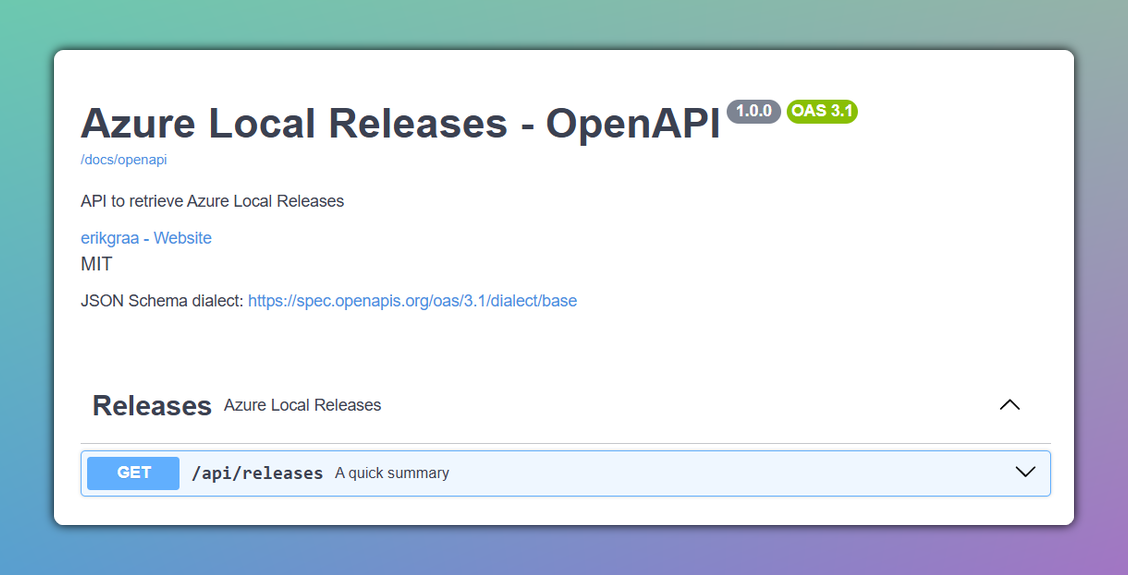 Azure Local Releases - OpenAPI 1.0.0 OAS 3.1
/docs/openapi
API to retrieve Azure Local Releases
erikgraa - Website
MIT
JSON Schema dialect: https://spec.openapis.org/oas/3.1/dialect/base
Releases Azure Local Releases
GET /api/releases A quick summary